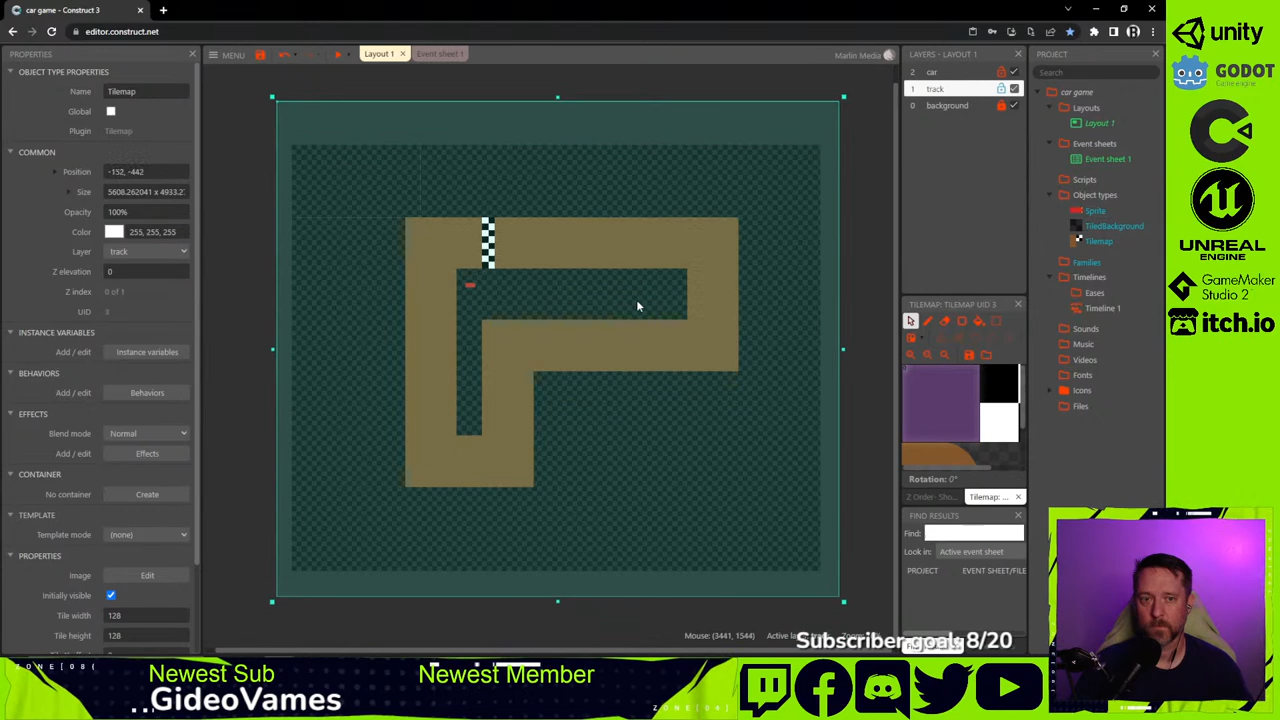 car game - Construct 3
editor.construct.net
PROPERTIES
OBJECT TYPE PROPERTIES
Name Tilemap
Global
Plugin Tilemap
COMMON
Position -152, -442
Size 5608.262041 x 4933.2
Opacity 100%
Color 255, 255, 255
Layer track
Z elevation 0
Z index 0 of 1
UID 3
INSTANCE VARIABLES
Add / edit Instance variables
BEHAVIORS
Add / edit Behaviors
EFFECTS
Blend mode Normal
Add / edit Effects
CONTAINER
No container Create
TEMPLATE
Template mode (none)
PROPERTIES
Image Edit
Initially visible
Tile width 128
Tile height 128
MENU
Layout 1
Event sheet 1
Marlin Media
Mouse: (3441, 1544)
LAYERS - LAYOUT 1
2 car
1 track
0 background
TILEMAP: TILEMAP UID 3
Rotation: 0°
Tilemap: ...
FIND RESULTS
Find:
Look in: Active event sheet
PROJECT EVENT SHEET/FILE
PROJECT
Search
car game
Layouts
Layout 1
Event sheets
Event sheet 1
Scripts
Object types
Sprite
TiledBackground
Tilemap
Families
Timelines
Eases
Timeline 1
Sounds
Music
Videos
Fonts
Icons
Files
unity
GODOT
Game engine
UNREAL
ENGINE
GameMaker
Studio 2
itch.io
Subscriber goal: 8/20
Newest Sub
..GideoVames
Newest Member
ZONE[08(
ZONE[04]